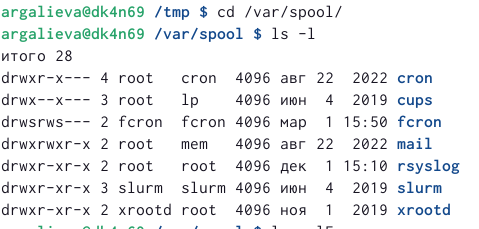 argalieva@dk4n69 /tmp $ cd /var/spool/
argalieva@dk4n69 /var/spool $ ls -l
итого 28
drwxr-x--- 4 root   cron  4096 авг 22  2022 cron
drwx--x--- 3 root   lp    4096 июн  4  2019 cups
drwsrws--- 2 fcron  fcron 4096 мар  1 15:50 fcron
drwxrwxr-x 2 root   mem   4096 авг 22  2022 mail
drwxr-xr-x 2 root   root  4096 дек  1 15:10 rsyslog
drwxr-xr-x 3 slurm  slurm 4096 июн  4  2019 slurm
drwxr-xr-x 2 xrootd root  4096 ноя  1  2019 xrootd